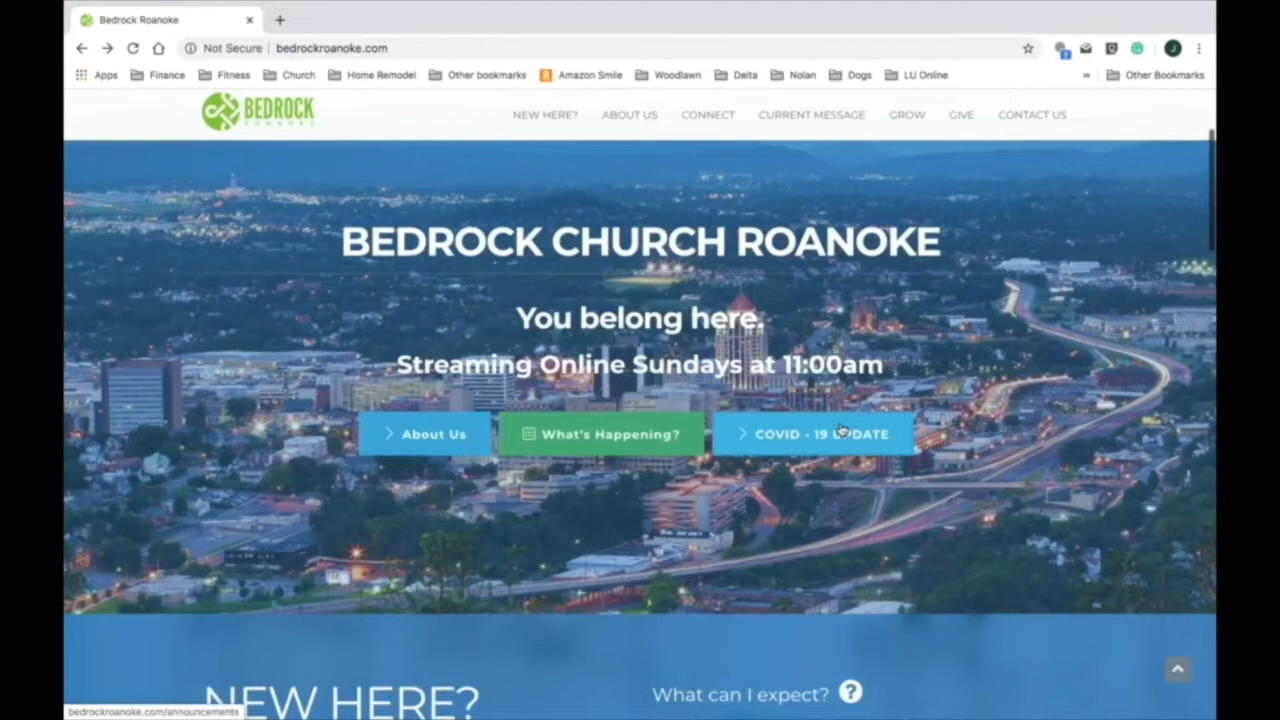 Bedrock Roanoke
Not Secure | bedrockroanoke.com
J
Apps Finance Fitness Church Home Remodel Other bookmarks Amazon Smile Woodlawn Delta Nolan Dogs LU Online » Other Bookmarks
BEDROCK
ROANOKE
NEW HERE? ABOUT US CONNECT CURRENT MESSAGE GROW GIVE CONTACT US
BEDROCK CHURCH ROANOKE
You belong here.
Streaming Online Sundays at 11:00am
About Us What's Happening? COVID - 19 UPDATE
NEW HERE? What can I expect? ?
bedrockroanoke.com/announcements